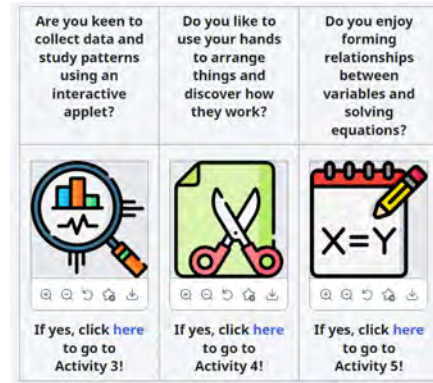 Are you keen to
collect data and
study patterns
using an
interactive
applet?
Do you like to
use your hands
to arrange
things and
discover how
they work?
Do you enjoy
forming
relationships
between
variables and
solving
equations?
X=Y
If yes, click here
to go to
Activity 3!
If yes, click here
to go to
Activity 4!
If yes, click here
to go to
Activity 5!